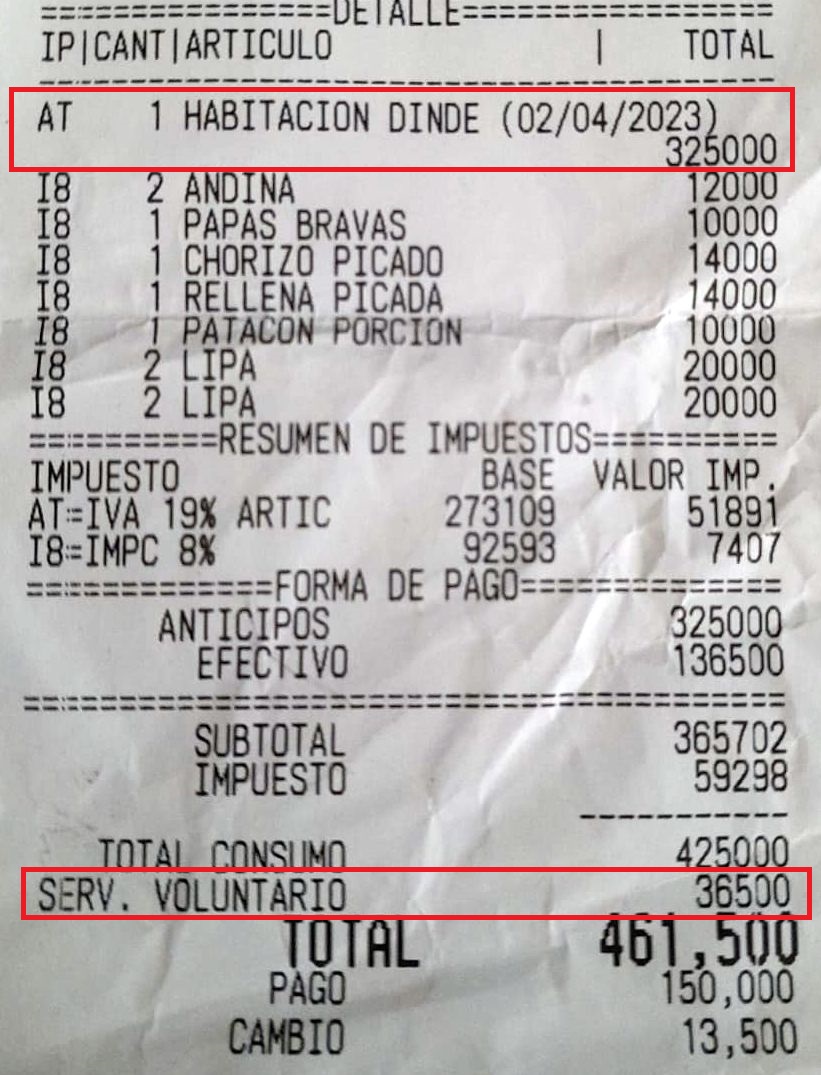 ===============DETALLE=================
IP|CANT|ARTICULO | TOTAL
-----------------------------------------
AT 1 HABITACION DINDE (02/04/2023)
325000
I8 2 ANDINA 12000
I8 1 PAPAS BRAVAS 10000
I8 1 CHORIZO PICADO 14000
I8 1 RELLENA PICADA 14000
I8 1 PATACON PORCION 10000
I8 2 LIPA 20000
I8 2 LIPA 20000
==========RESUMEN DE IMPUESTOS==========
IMPUESTO BASE VALOR IMP.
AT=IVA 19% ARTIC 273109 51891
I8=IMPC 8% 92593 7407
=============FORMA DE PAGO==============
ANTICIPOS 325000
EFECTIVO 136500
========================================
SUBTOTAL 365702
IMPUESTO 59298
-----------
TOTAL CONSUMO 425000
SERV. VOLUNTARIO 36500
TOTAL 461,500
PAGO 150,000
CAMBIO 13,500